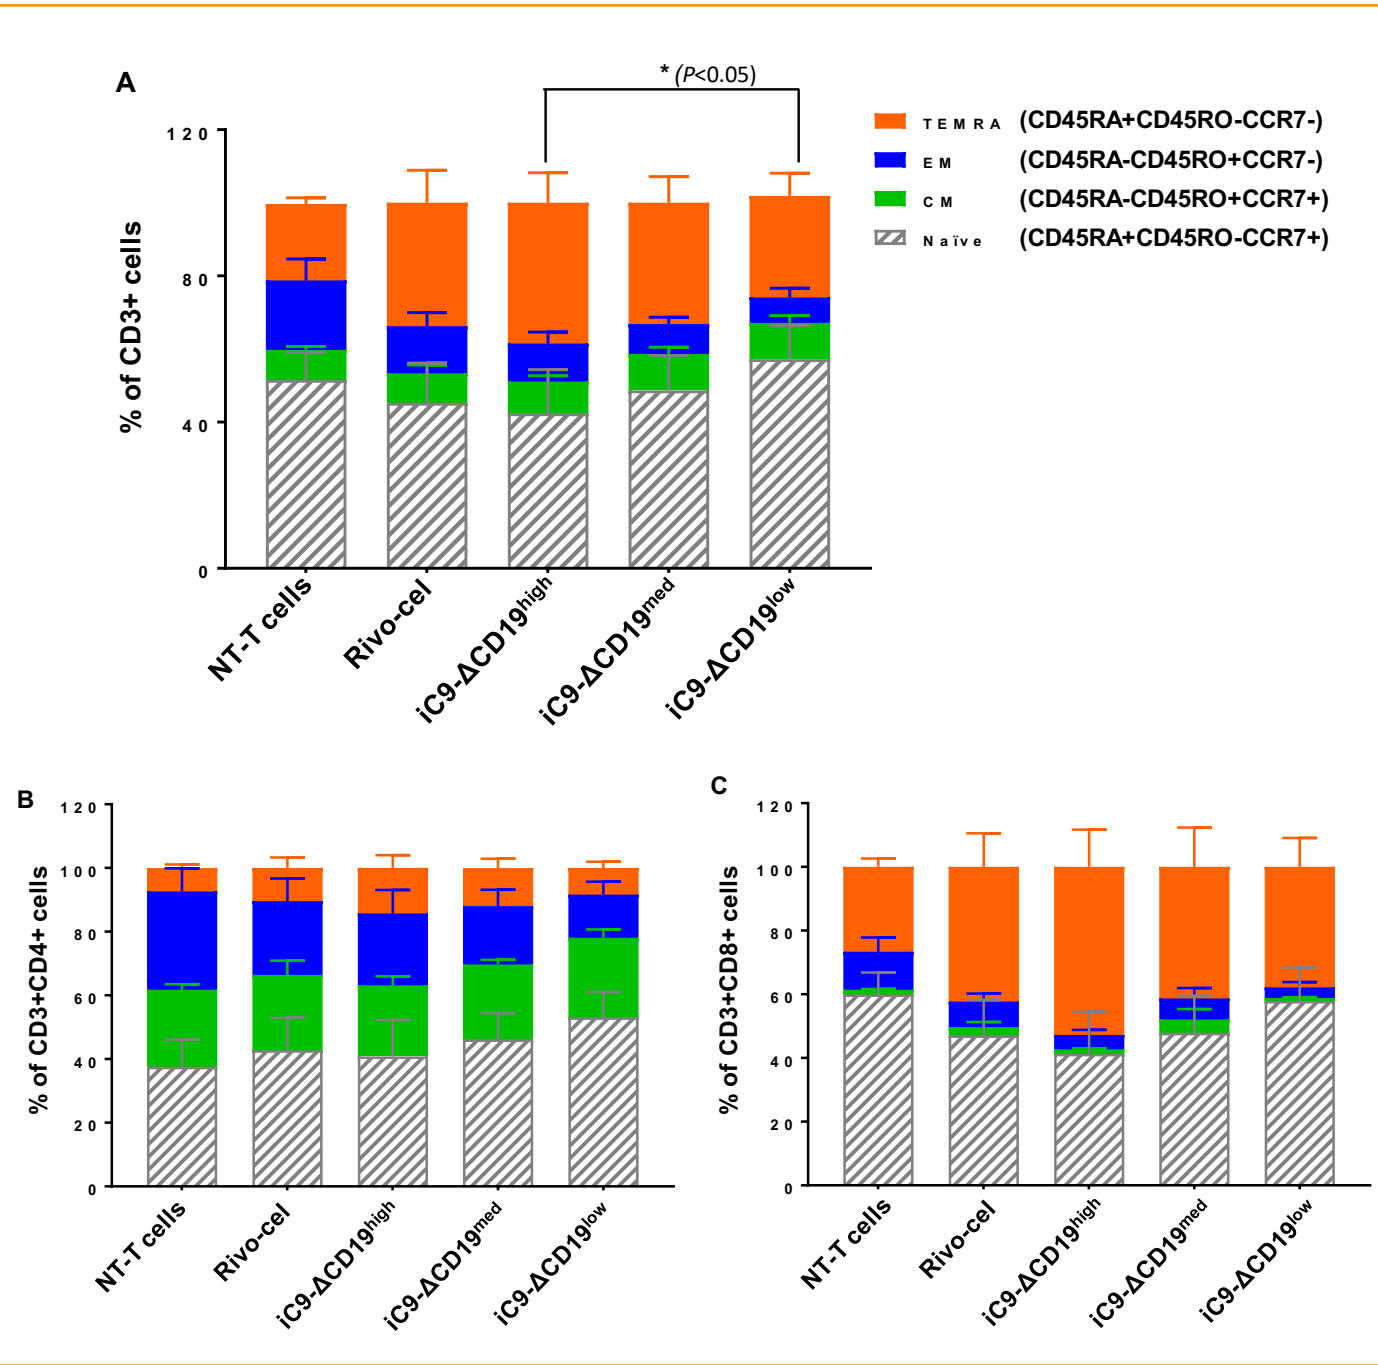 A
* (P<0.05)
TEMRA (CD45RA+CD45RO-CCR7-)
EM (CD45RA-CD45RO+CCR7-)
CM (CD45RA-CD45RO+CCR7+)
Naïve (CD45RA+CD45RO-CCR7+)
% of CD3+ cells
120
80
40
0
NT-T cells
Rivo-cel
iC9-ΔCD19high
iC9-ΔCD19med
iC9-ΔCD19low
B
% of CD3+CD4+ cells
120
100
80
60
40
20
0
NT-T cells
Rivo-cel
iC9-ΔCD19high
iC9-ΔCD19med
iC9-ΔCD19low
C
% of CD3+CD8+ cells
120
100
80
60
40
20
0
NT-T cells
Rivo-cel
iC9-ΔCD19high
iC9-ΔCD19med
iC9-ΔCD19low